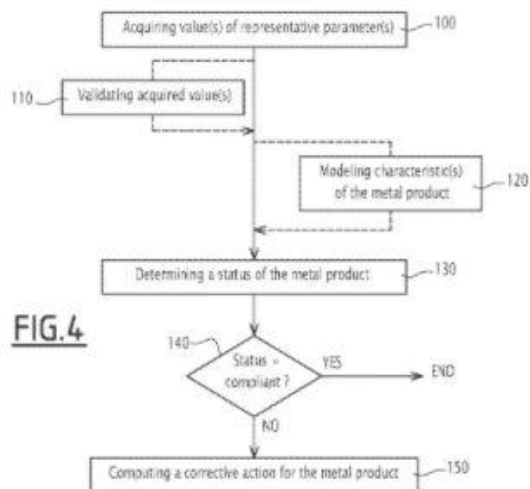 Acquiring value(s) of representative parameter(s)
100
110
Validating acquired value(s)
Modeling characteristic(s)
of the metal product
120
Determining a status of the metal product
130
FIG.4
140
Status =
compliant ?
YES
END
NO
Computing a corrective action for the metal product
150